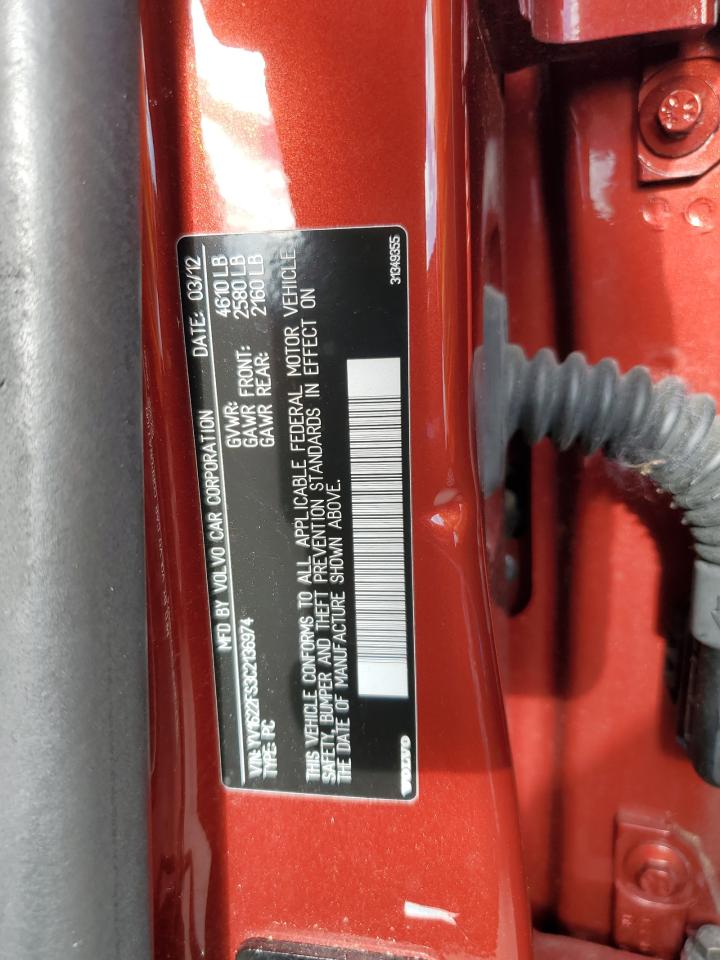 MFD BY VOLVO CAR CORPORATION DATE: 03/12
VIN: YV1622FS3C2136974 GVWR: 4610 LB
TYPE: PC GAWR FRONT: 2580 LB
GAWR REAR: 2160 LB
THIS VEHICLE CONFORMS TO ALL APPLICABLE FEDERAL MOTOR VEHICLE
SAFETY, BUMPER AND THEFT PREVENTION STANDARDS IN EFFECT ON
THE DATE OF MANUFACTURE SHOWN ABOVE.
VOLVO 31349355